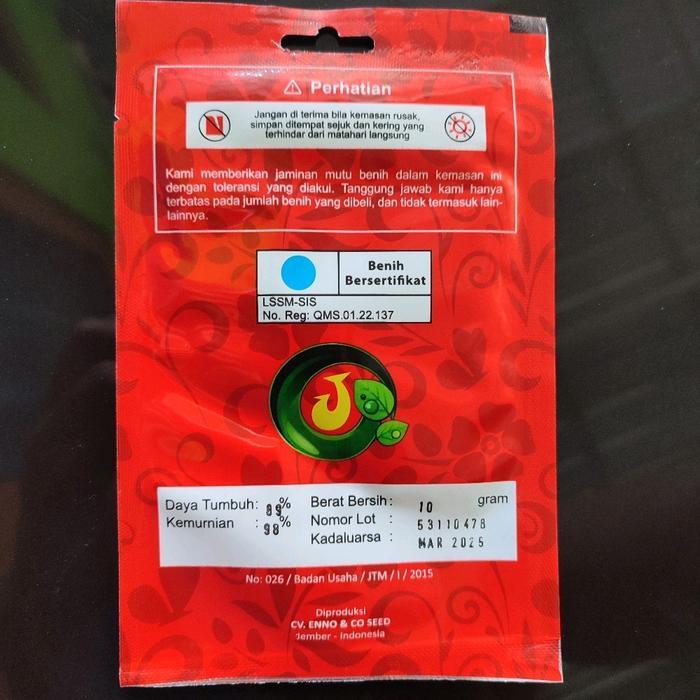 Perhatian
Jangan di terima bila kemasan rusak,
simpan ditempat sejuk dan kering yang
terhindar dari matahari langsung
Kami memberikan jaminan mutu benih dalam kemasan ini
dengan toleransi yang diakui. Tanggung jawab kami hanya
terbatas pada jumlah benih yang dibeli, dan tidak termasuk lain-
lainnya.
Benih
Bersertifikat
LSSM-SIS
No. Reg: QMS.01.22.137
Daya Tumbuh: 89%
Kemurnian : 98%
Berat Bersih: 10 gram
Nomor Lot : 53110478
Kadaluarsa : MAR 2025
No: 026 / Badan Usaha / JTM / I / 2015
Diproduksi
CV. ENNO & CO SEED
Jember - Indonesia